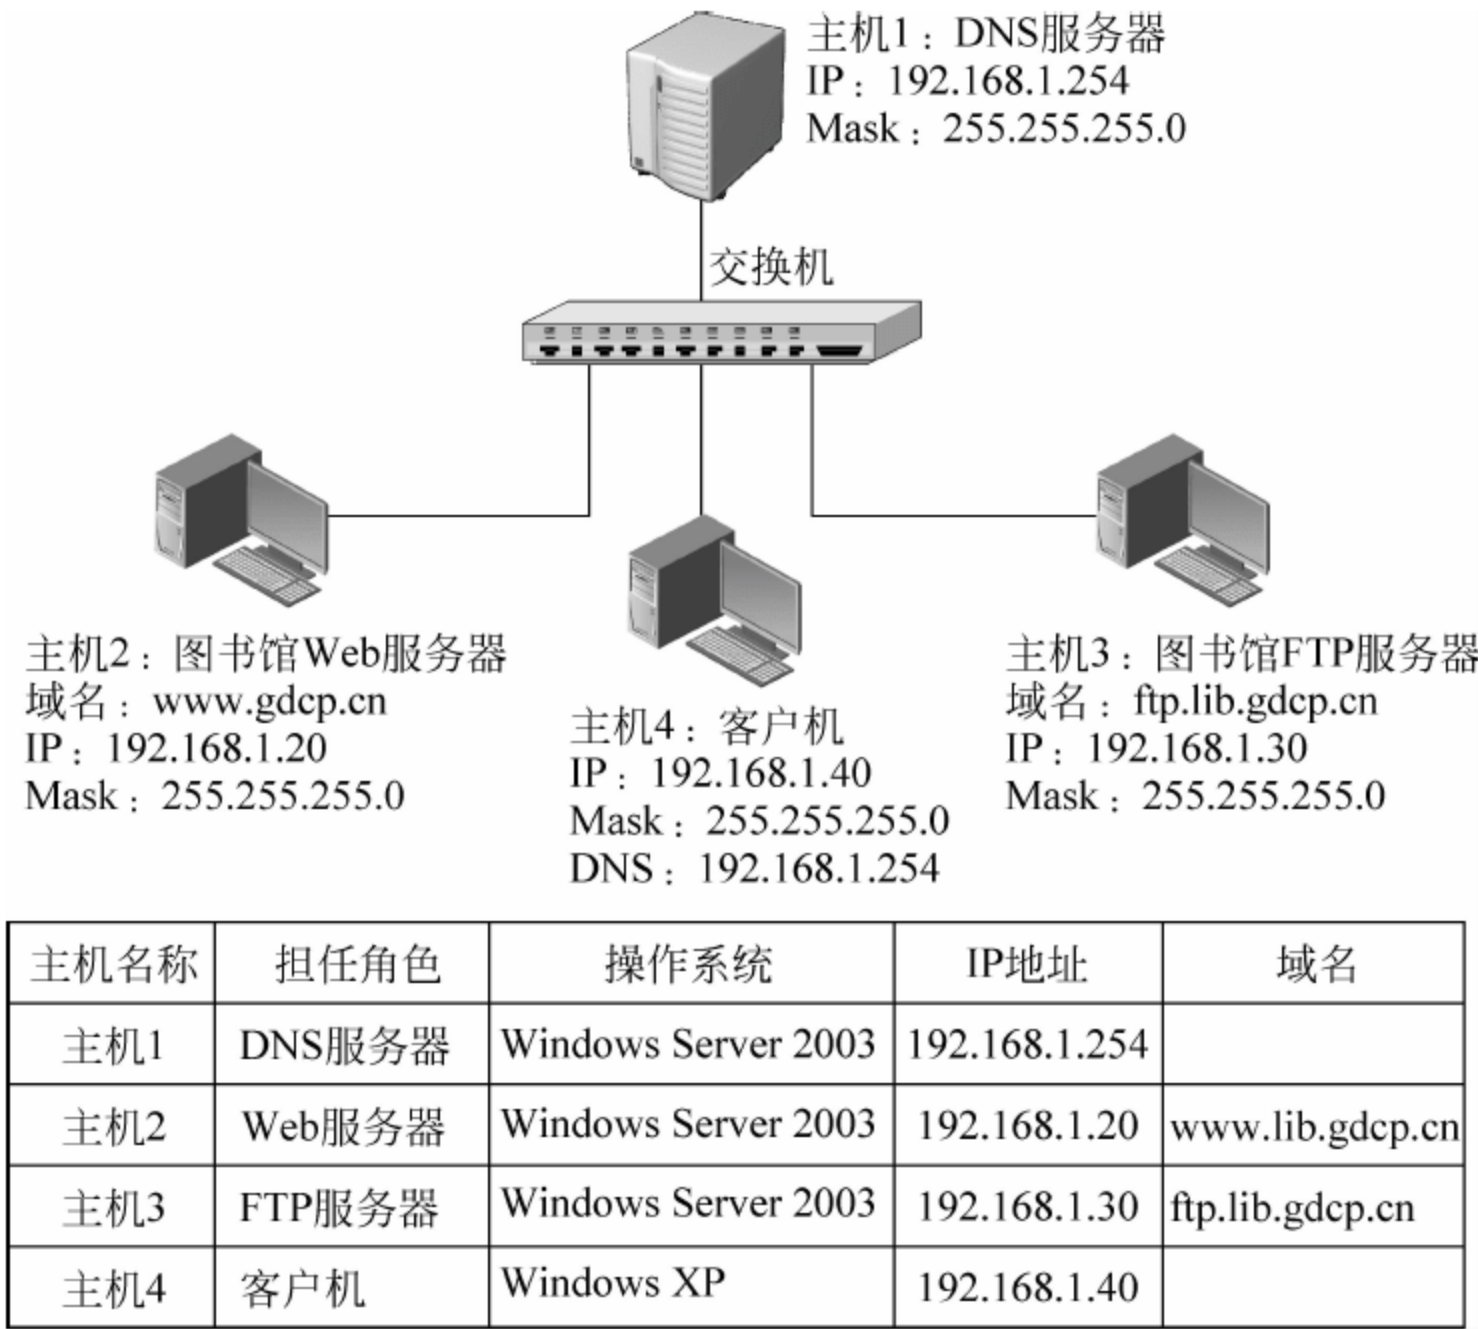 主机1：DNS服务器
IP：192.168.1.254
Mask：255.255.255.0
交换机
主机2：图书馆Web服务器
域名：www.gdcp.cn
IP：192.168.1.20
Mask：255.255.255.0
主机4：客户机
IP：192.168.1.40
Mask：255.255.255.0
DNS：192.168.1.254
主机3：图书馆FTP服务器
域名：ftp.lib.gdcp.cn
IP：192.168.1.30
Mask：255.255.255.0
主机名称 担任角色 操作系统 IP地址 域名
主机1 DNS服务器 Windows Server 2003 192.168.1.254
主机2 Web服务器 Windows Server 2003 192.168.1.20 www.lib.gdcp.cn
主机3 FTP服务器 Windows Server 2003 192.168.1.30 ftp.lib.gdcp.cn
主机4 客户机 Windows XP 192.168.1.40